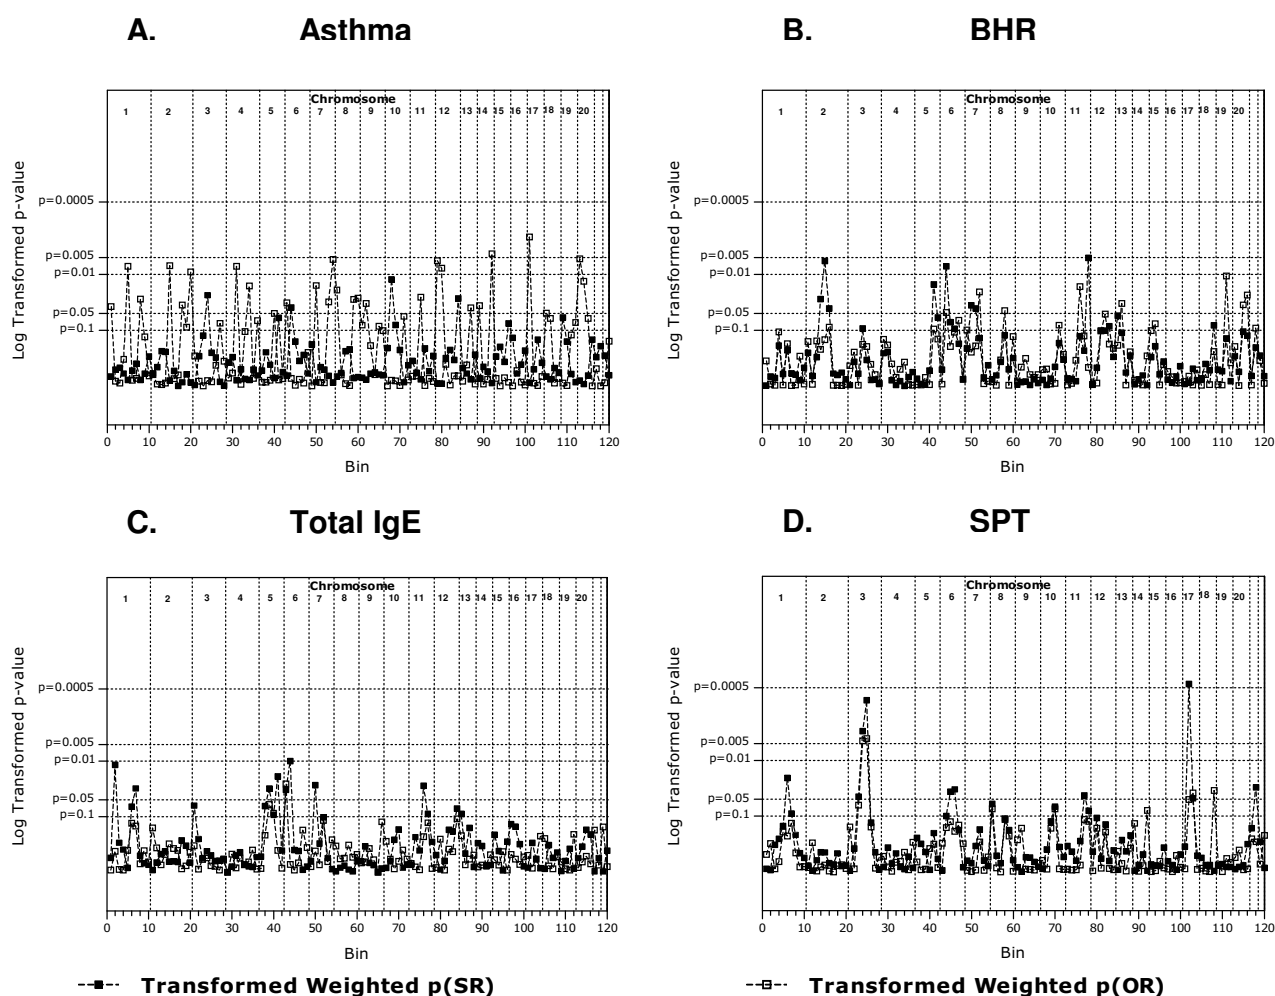 A. Asthma
Chromosome
1 2 3 4 5 6 7 8 9 10 11 12 13 14 15 16 17 18 19 20
Log Transformed p-value
p=0.0005
p=0.005
p=0.01
p=0.05
p=0.1
0 10 20 30 40 50 60 70 80 90 100 110 120
Bin
B. BHR
Chromosome
1 2 3 4 5 6 7 8 9 10 11 12 13 14 15 16 17 18 19 20
Log Transformed p-value
p=0.0005
p=0.005
p=0.01
p=0.05
p=0.1
0 10 20 30 40 50 60 70 80 90 100 110 120
Bin
C. Total IgE
Chromosome
1 2 3 4 5 6 7 8 9 10 11 12 13 14 15 16 17 18 19 20
Log Transformed p-value
p=0.0005
p=0.005
p=0.01
p=0.05
p=0.1
0 10 20 30 40 50 60 70 80 90 100 110 120
Bin
D. SPT
Chromosome
1 2 3 4 5 6 7 8 9 10 11 12 13 14 15 16 17 18 19 20
Log Transformed p-value
p=0.0005
p=0.005
p=0.01
p=0.05
p=0.1
0 10 20 30 40 50 60 70 80 90 100 110 120
Bin
Transformed Weighted p(SR)
Transformed Weighted p(OR)